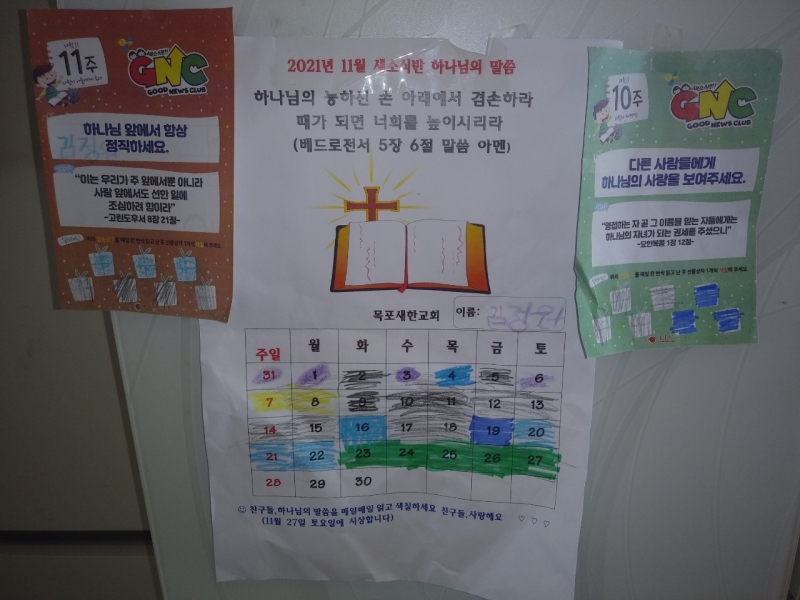 11주
GNC
GOOD NEWS CLUB
하나님 앞에서 항상
정직하세요.
"이는 우리가 주 앞에서뿐 아니라
사람 앞에서도 선한 일에
조심하려 함이라"
-고린도후서 8장 21절-
2021년 11월 새소식반 하나님의 말씀
하나님의 능하신 손 아래에서 겸손하라
때가 되면 너희를 높이시리라
(베드로전서 5장 6절 말씀 아멘)
목포새한교회
이름:
주일 월 화 수 목 금 토
31 1 2 3 4 5 6
7 8 9 10 11 12 13
14 15 16 17 18 19 20
21 22 23 24 25 26 27
28 29 30
☺ 친구들,하나님의 말씀을 매일매일 읽고 색칠하세요 친구들,사랑해요 ♡ ♡ ♡
(11월 27일 토요일에 시상합니다)
10주
GNC
GOOD NEWS CLUB
다른 사람들에게
하나님의 사랑을 보여주세요.
"영접하는 자 곧 그 이름을 믿는 자들에게는
하나님의 자녀가 되는 권세를 주셨으니"
-요한복음 1장 12절-